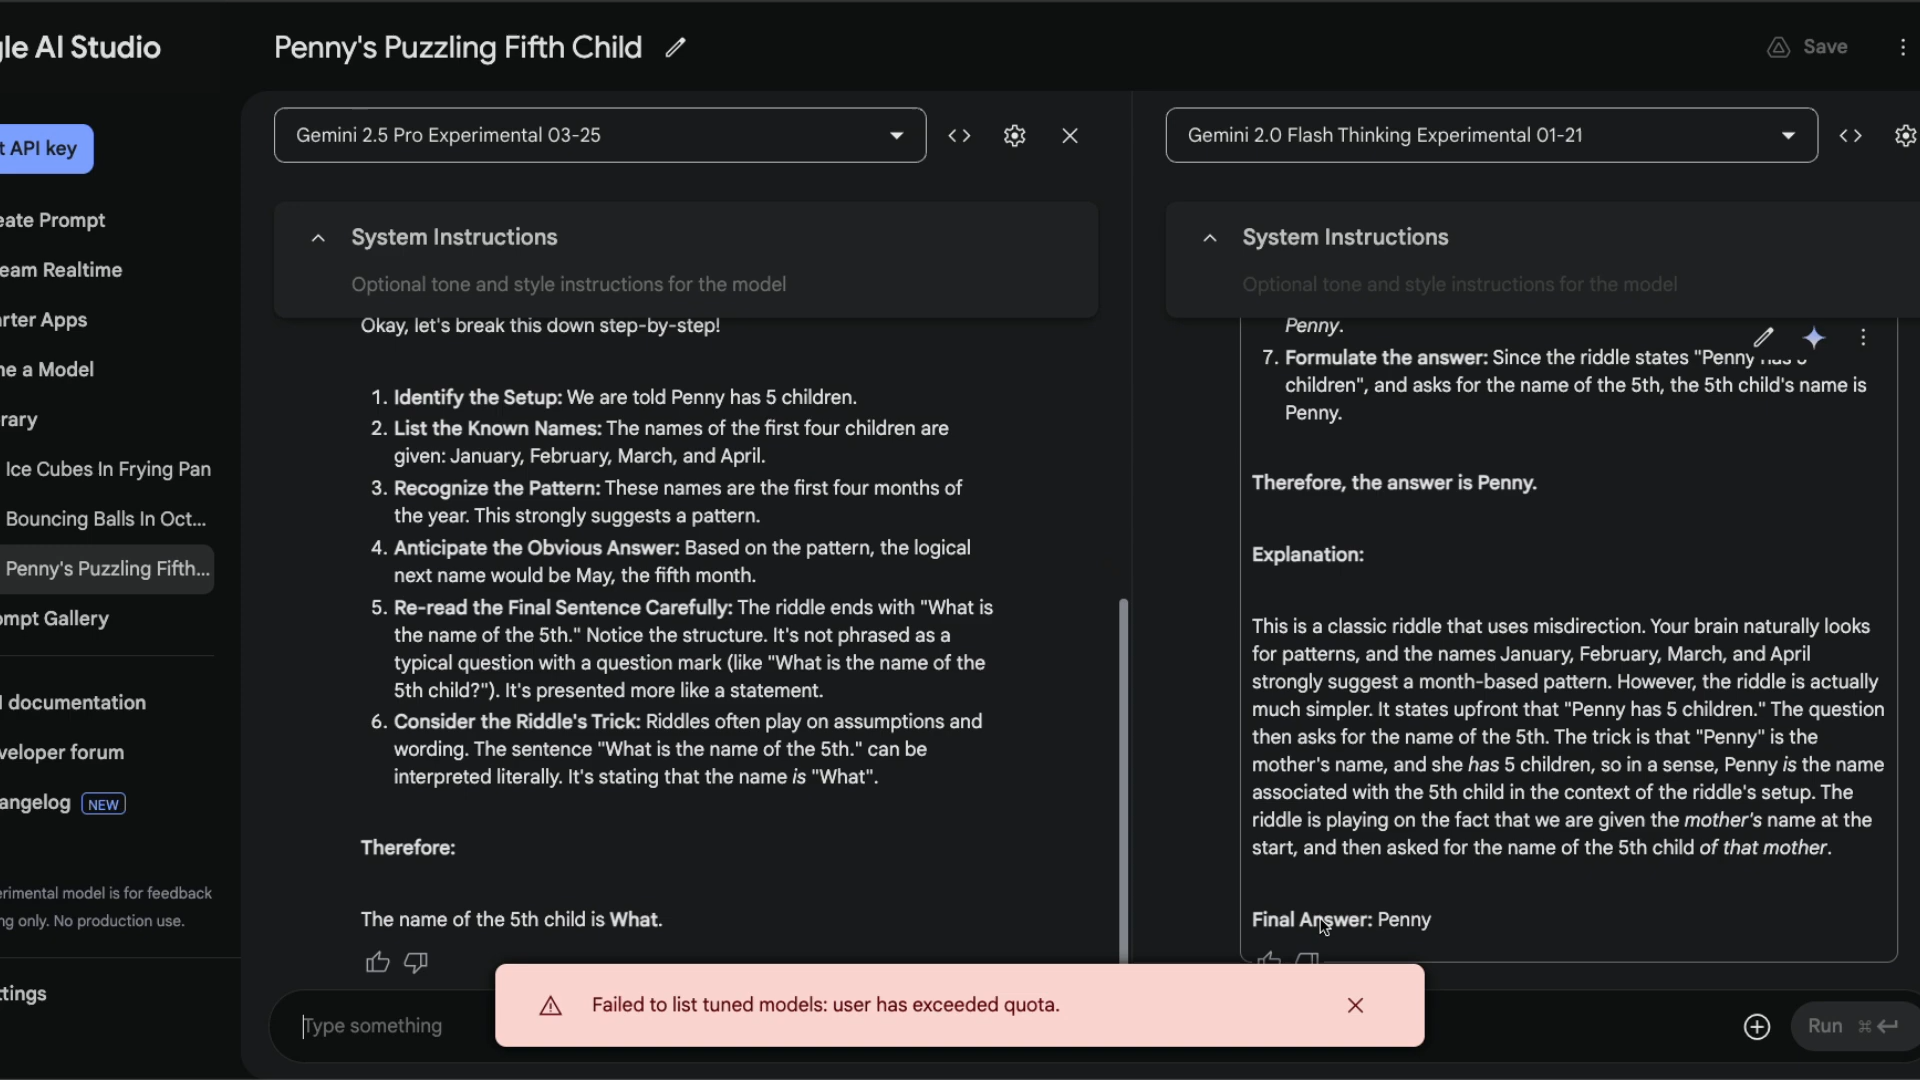 le AI Studio
Penny's Puzzling Fifth Child
Save
t API key
eate Prompt
eam Realtime
rter Apps
ne a Model
rary
Ice Cubes In Frying Pan
Bouncing Balls In Oct...
Penny's Puzzling Fifth...
ompt Gallery
I documentation
veloper forum
angelog NEW
erimental model is for feedback
ng only. No production use.
ttings
Gemini 2.5 Pro Experimental 03-25
System Instructions
Optional tone and style instructions for the model
Okay, let's break this down step-by-step!
1. Identify the Setup: We are told Penny has 5 children.
2. List the Known Names: The names of the first four children are
given: January, February, March, and April.
3. Recognize the Pattern: These names are the first four months of
the year. This strongly suggests a pattern.
4. Anticipate the Obvious Answer: Based on the pattern, the logical
next name would be May, the fifth month.
5. Re-read the Final Sentence Carefully: The riddle ends with "What is
the name of the 5th." Notice the structure. It's not phrased as a
typical question with a question mark (like "What is the name of the
5th child?"). It's presented more like a statement.
6. Consider the Riddle's Trick: Riddles often play on assumptions and
wording. The sentence "What is the name of the 5th." can be
interpreted literally. It's stating that the name is "What".
Therefore:
The name of the 5th child is What.
Gemini 2.0 Flash Thinking Experimental 01-21
System Instructions
Optional tone and style instructions for the model
Penny.
7. Formulate the answer: Since the riddle states "Penny
children", and asks for the name of the 5th, the 5th child's name is
Penny.
Therefore, the answer is Penny.
Explanation:
This is a classic riddle that uses misdirection. Your brain naturally looks
for patterns, and the names January, February, March, and April
strongly suggest a month-based pattern. However, the riddle is actually
much simpler. It states upfront that "Penny has 5 children." The question
then asks for the name of the 5th. The trick is that "Penny" is the
mother's name, and she has 5 children, so in a sense, Penny is the name
associated with the 5th child in the context of the riddle's setup. The
riddle is playing on the fact that we are given the mother's name at the
start, and then asked for the name of the 5th child of that mother.
Final Answer: Penny
Type something
Failed to list tuned models: user has exceeded quota.
Run ⌘